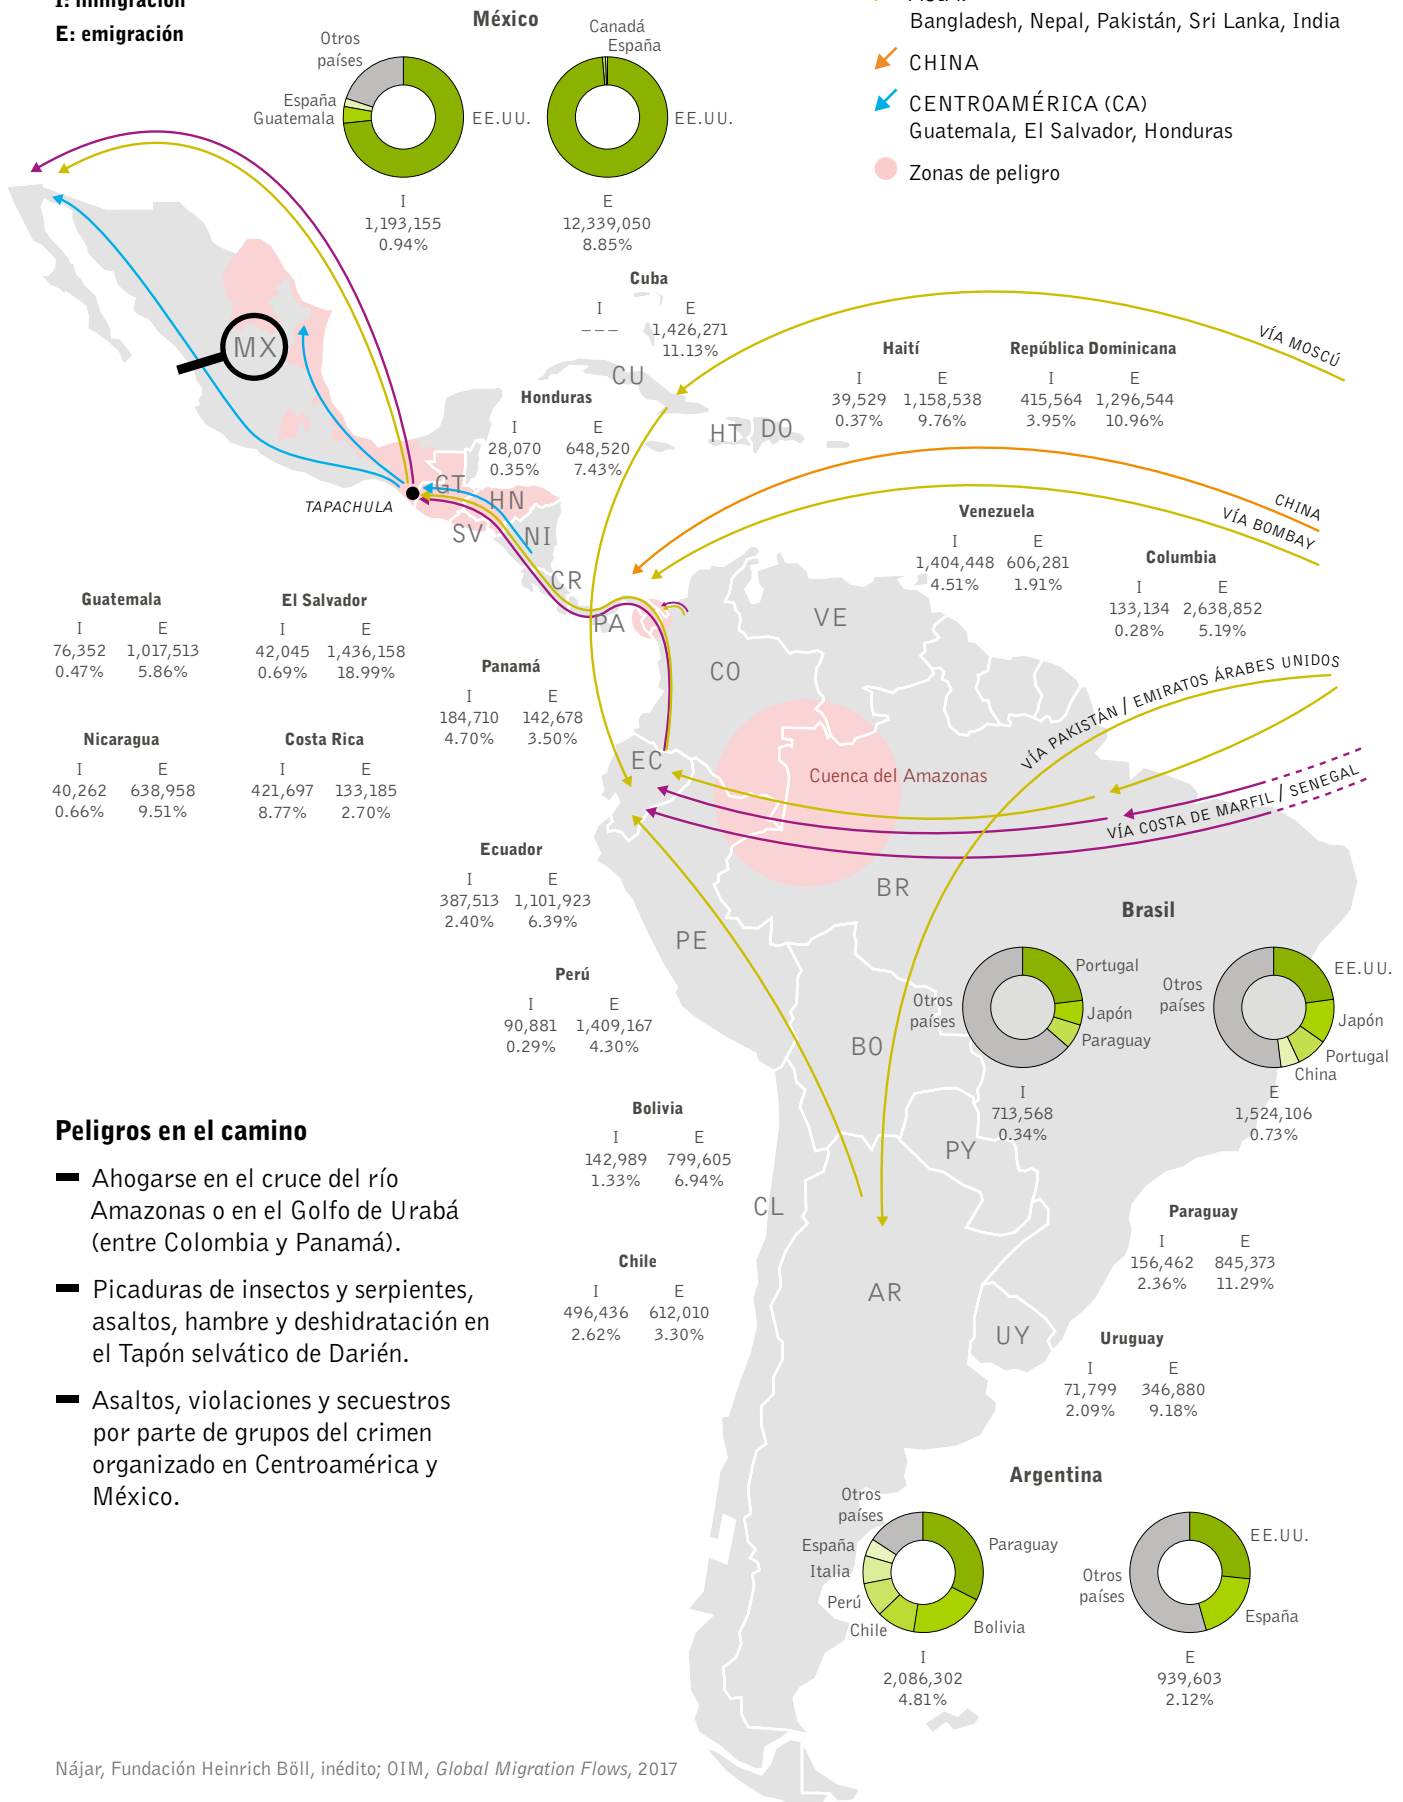 E: emigración
Bangladesh, Nepal, Pakistán, Sri Lanka, India
CHINA
CENTROAMÉRICA (CA)
Guatemala, El Salvador, Honduras
Zonas de peligro
México
Otros
países
España
Guatemala
EE.UU.
I
1,193,155
0.94%
Canadá
España
EE.UU.
E
12,339,050
8.85%
Cuba
I E
--- 1,426,271
11.13%
Haití
I E
39,529 1,158,538
0.37% 9.76%
República Dominicana
I E
415,564 1,296,544
3.95% 10.96%
VÍA MOSCÚ
MX
CU
HT DO
Honduras
I E
28,070 648,520
0.35% 7.43%
TAPACHULA
GT
HN
SV
NI
CR
PA
CHINA
VÍA BOMBAY
Venezuela
I E
1,404,448 606,281
4.51% 1.91%
Columbia
I E
133,134 2,638,852
0.28% 5.19%
Guatemala
I E
76,352 1,017,513
0.47% 5.86%
El Salvador
I E
42,045 1,436,158
0.69% 18.99%
VE
CO
Panamá
I E
184,710 142,678
4.70% 3.50%
VÍA PAKISTÁN / EMIRATOS ÁRABES UNIDOS
Nicaragua
I E
40,262 638,958
0.66% 9.51%
Costa Rica
I E
421,697 133,185
8.77% 2.70%
EC
Cuenca del Amazonas
VÍA COSTA DE MARFIL / SENEGAL
Ecuador
I E
387,513 1,101,923
2.40% 6.39%
BR
PE
Perú
I E
90,881 1,409,167
0.29% 4.30%
Brasil
Portugal
Japón
Paraguay
Otros
países
I
713,568
0.34%
EE.UU.
Japón
Portugal
China
Otros
países
E
1,524,106
0.73%
BO
Peligros en el camino
Ahogarse en el cruce del río
Amazonas o en el Golfo de Urabá
(entre Colombia y Panamá).
Picaduras de insectos y serpientes,
asaltos, hambre y deshidratación en
el Tapón selvático de Darién.
Asaltos, violaciones y secuestros
por parte de grupos del crimen
organizado en Centroamérica y
México.
Bolivia
I E
142,989 799,605
1.33% 6.94%
PY
CL
Paraguay
I E
156,462 845,373
2.36% 11.29%
Chile
I E
496,436 612,010
2.62% 3.30%
AR
UY
Uruguay
I E
71,799 346,880
2.09% 9.18%
Argentina
Otros
países
España
Italia
Perú
Chile
Paraguay
Bolivia
I
2,086,302
4.81%
EE.UU.
España
Otros
países
E
939,603
2.12%
Nájar, Fundación Heinrich Böll, inédito; OIM, Global Migration Flows, 2017